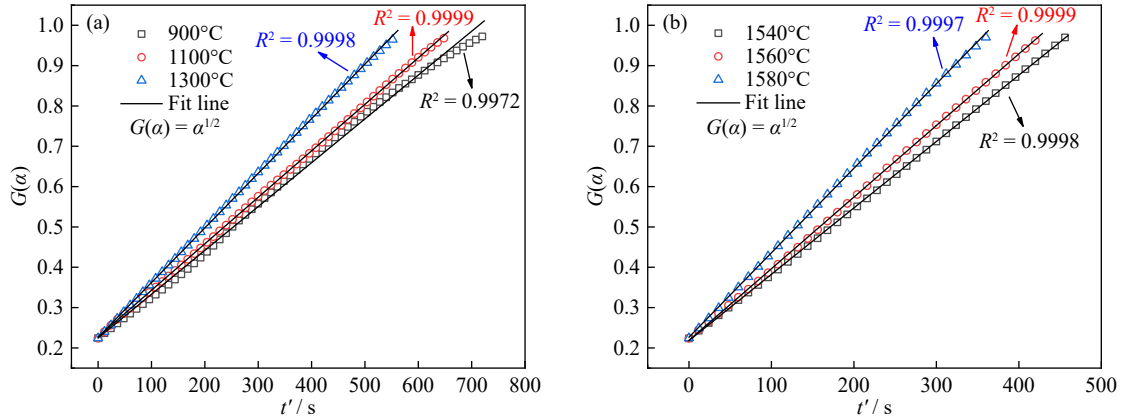 (a)
900°C
1100°C
1300°C
Fit line
G(α) = α^1/2
R² = 0.9998
R² = 0.9999
R² = 0.9972
G(α)
1.0
0.9
0.8
0.7
0.6
0.5
0.4
0.3
0.2
0 100 200 300 400 500 600 700 800
t′ / s
(b)
1540°C
1560°C
1580°C
Fit line
G(α) = α^1/2
R² = 0.9997
R² = 0.9999
R² = 0.9998
G(α)
1.0
0.9
0.8
0.7
0.6
0.5
0.4
0.3
0.2
0 100 200 300 400 500
t′ / s